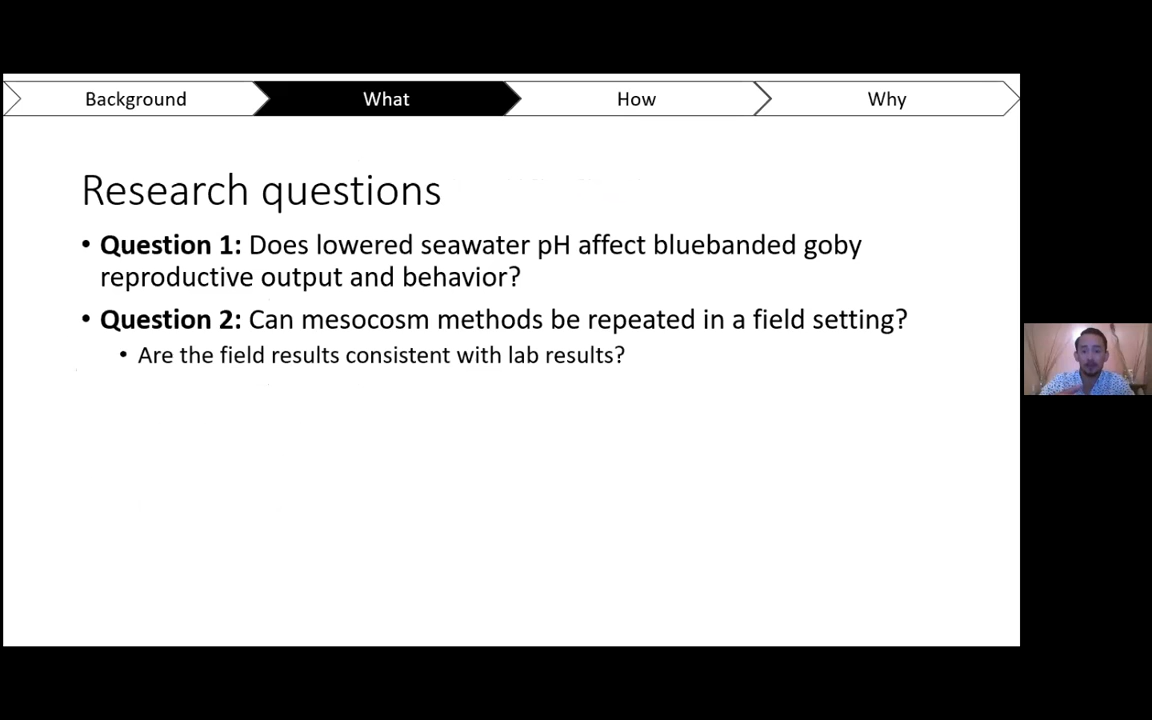 Background What How Why
Research questions
• Question 1: Does lowered seawater pH affect bluebanded goby
reproductive output and behavior?
• Question 2: Can mesocosm methods be repeated in a field setting?
• Are the field results consistent with lab results?